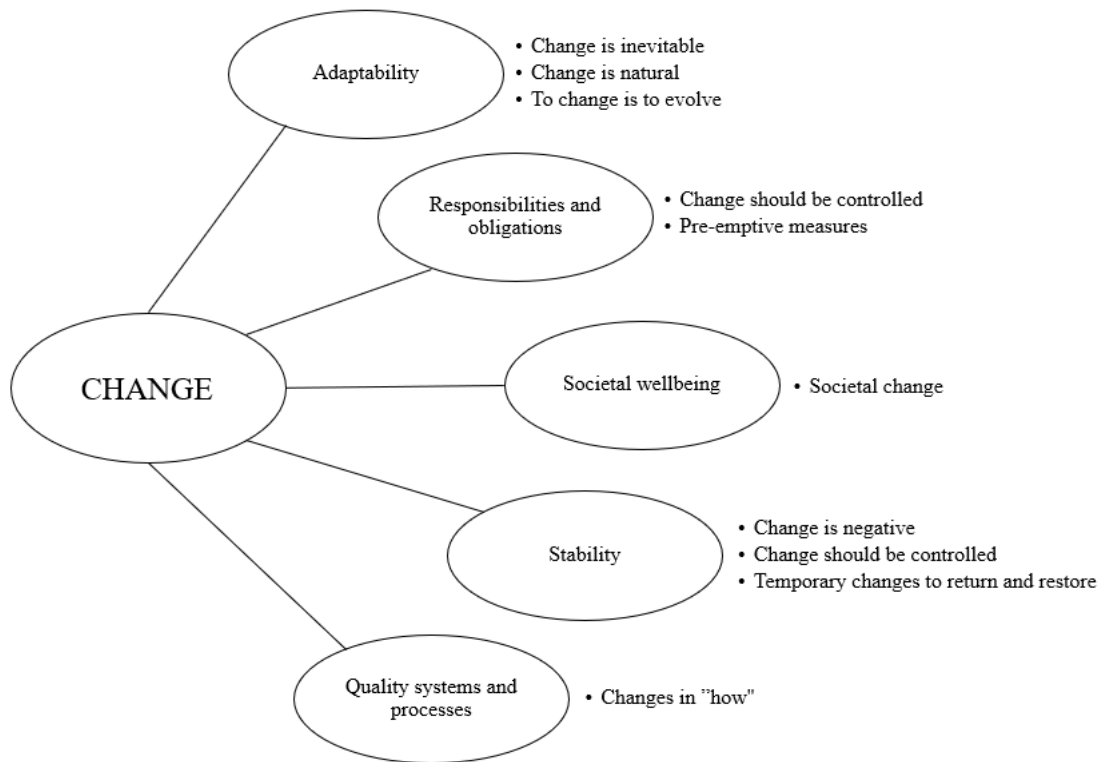 Adaptability
• Change is inevitable
• Change is natural
• To change is to evolve
Responsibilities and
obligations
• Change should be controlled
• Pre-emptive measures
CHANGE
Societal wellbeing
• Societal change
Stability
• Change is negative
• Change should be controlled
• Temporary changes to return and restore
Quality systems and
processes
• Changes in ”how"